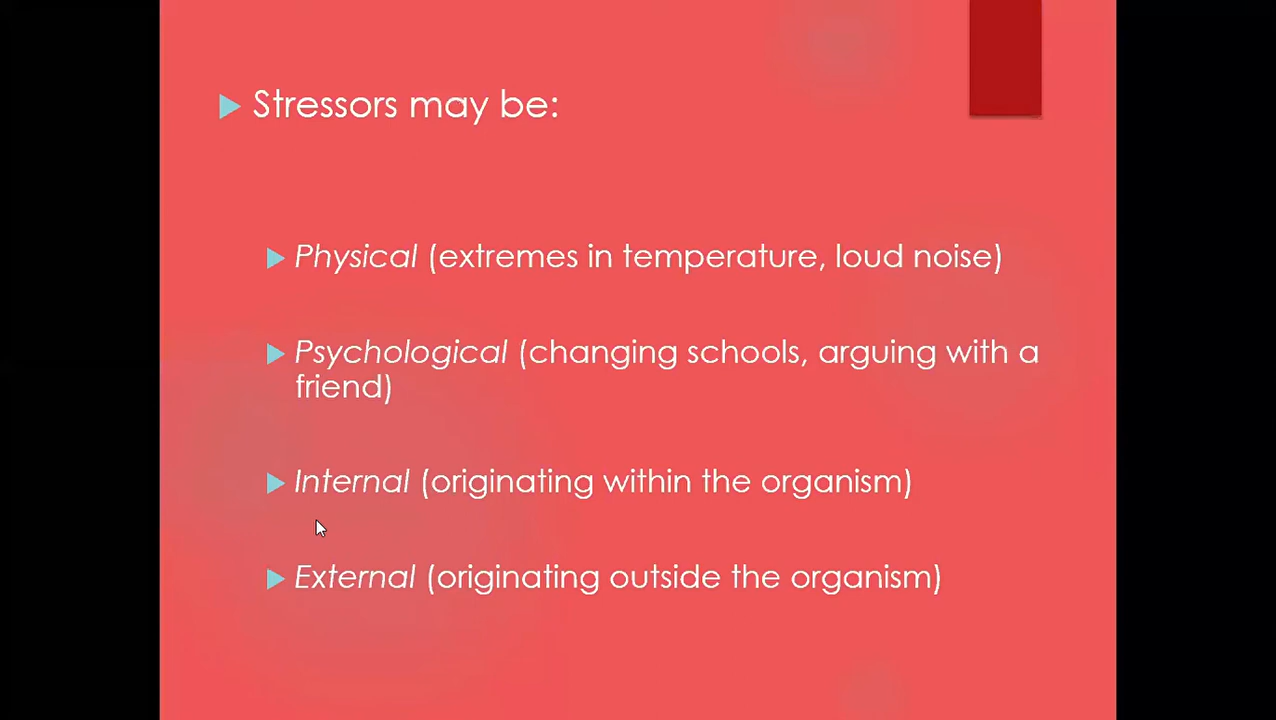 Stressors may be:
Physical (extremes in temperature, loud noise)
Psychological (changing schools, arguing with a
friend)
Internal (originating within the organism)
External (originating outside the organism)